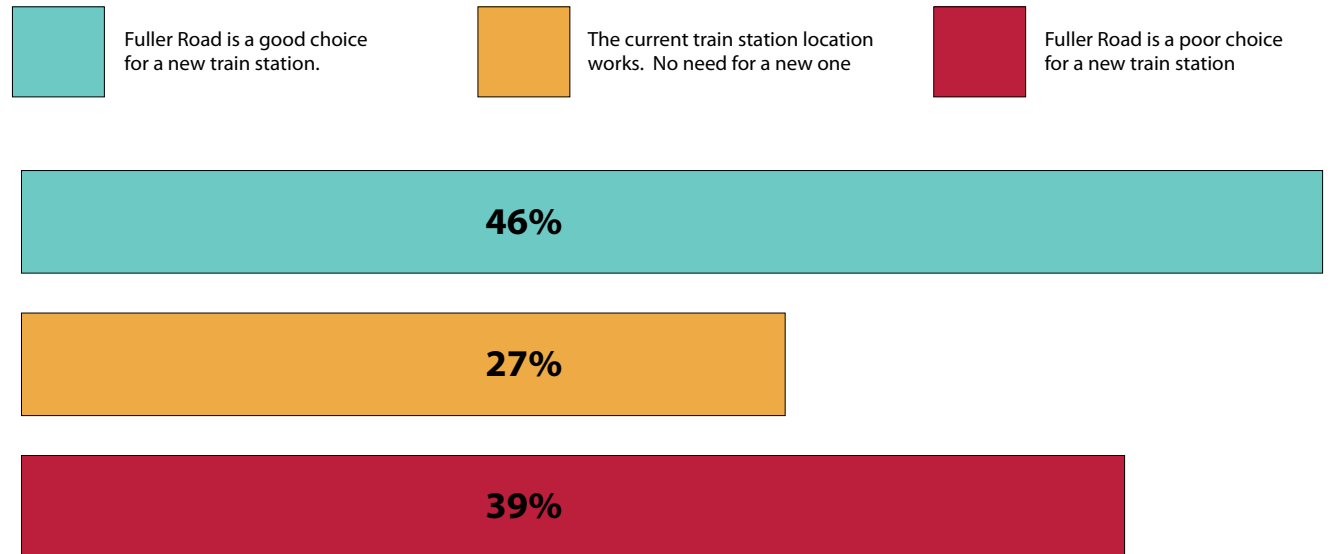 Fuller Road is a good choice
for a new train station.
The current train station location
works.  No need for a new one
Fuller Road is a poor choice
for a new train station
46%
27%
39%